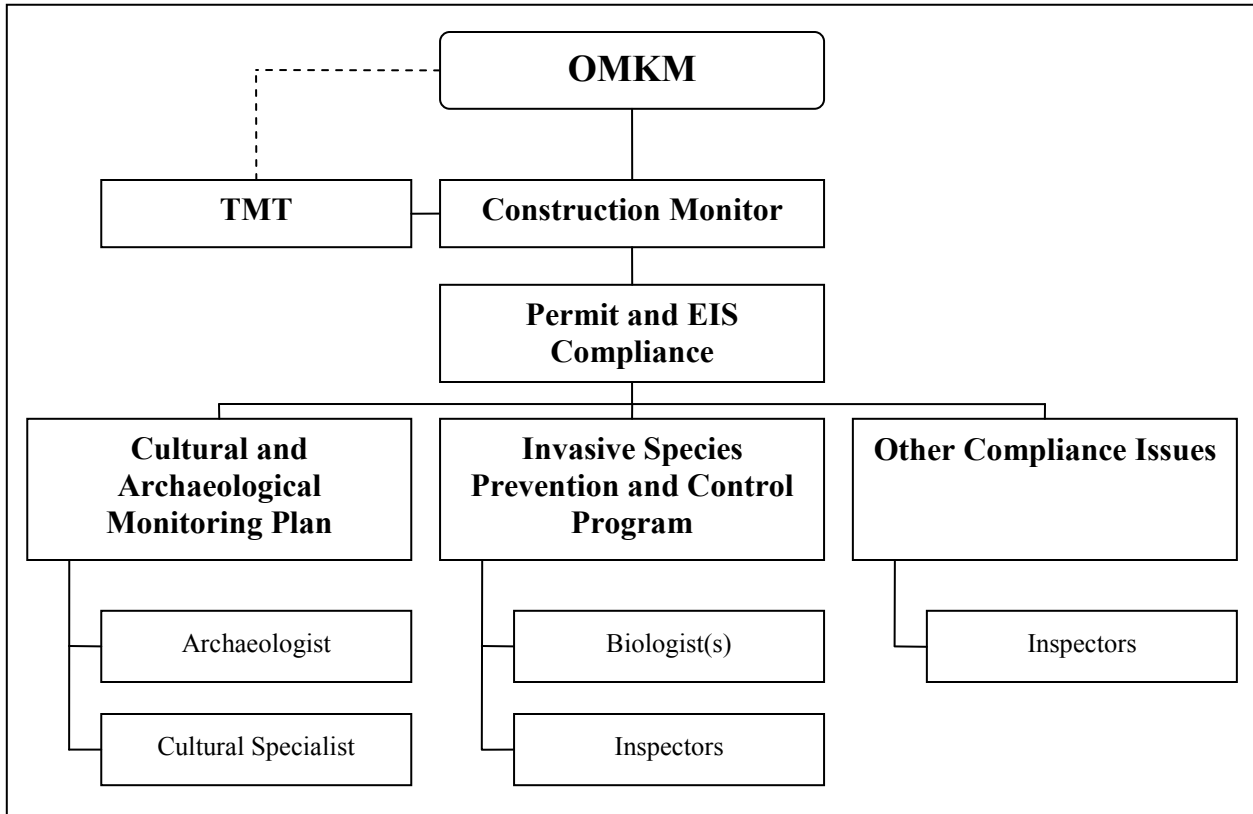 OMKM
TMT
Construction Monitor
Permit and EIS
Compliance
Cultural and
Archaeological
Monitoring Plan
Invasive Species
Prevention and Control
Program
Other Compliance Issues
Archaeologist
Biologist(s)
Inspectors
Cultural Specialist
Inspectors